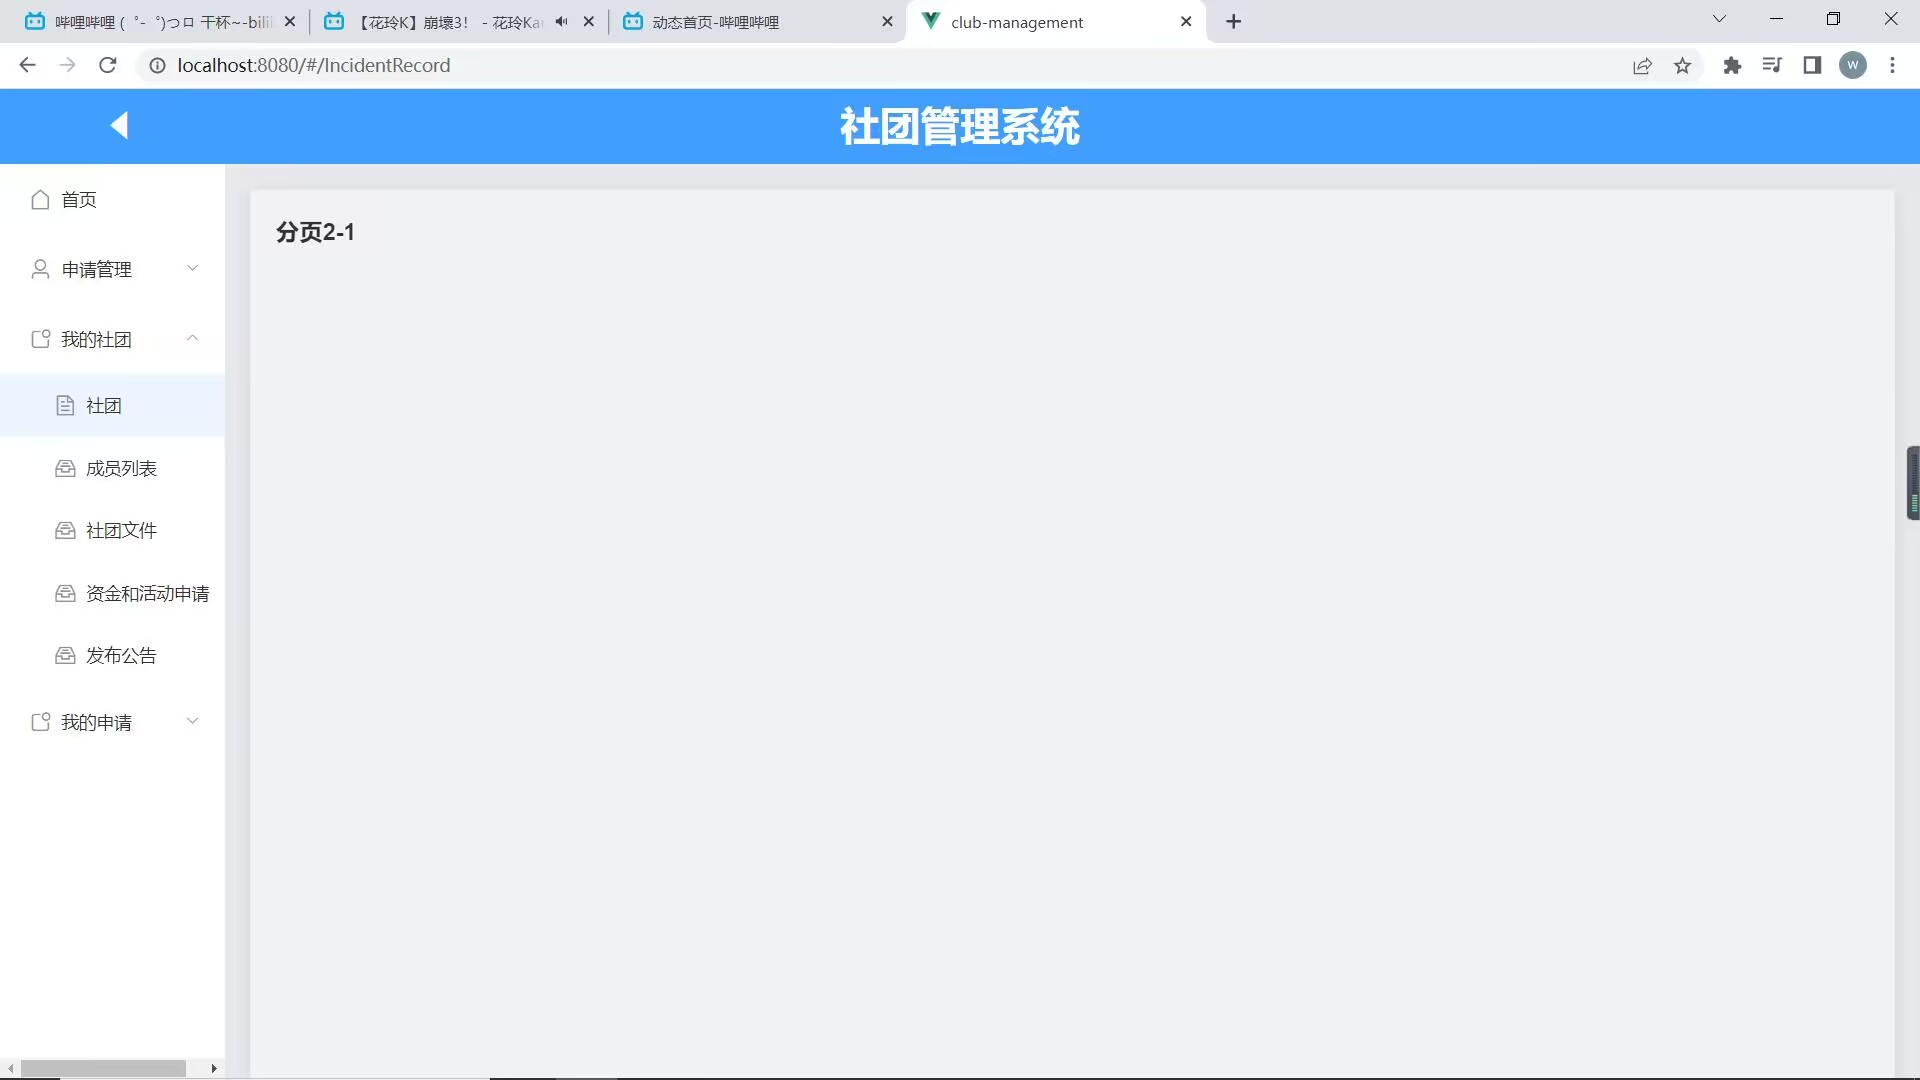 哔哩哔哩 (゜-゜)つロ 干杯~-bili
【花玲K】崩壊3！ - 花玲Ka
动态首页-哔哩哔哩
club-management
localhost:8080/#/IncidentRecord
W
社团管理系统
首页
申请管理
我的社团
社团
成员列表
社团文件
资金和活动申请
发布公告
我的申请
分页2-1